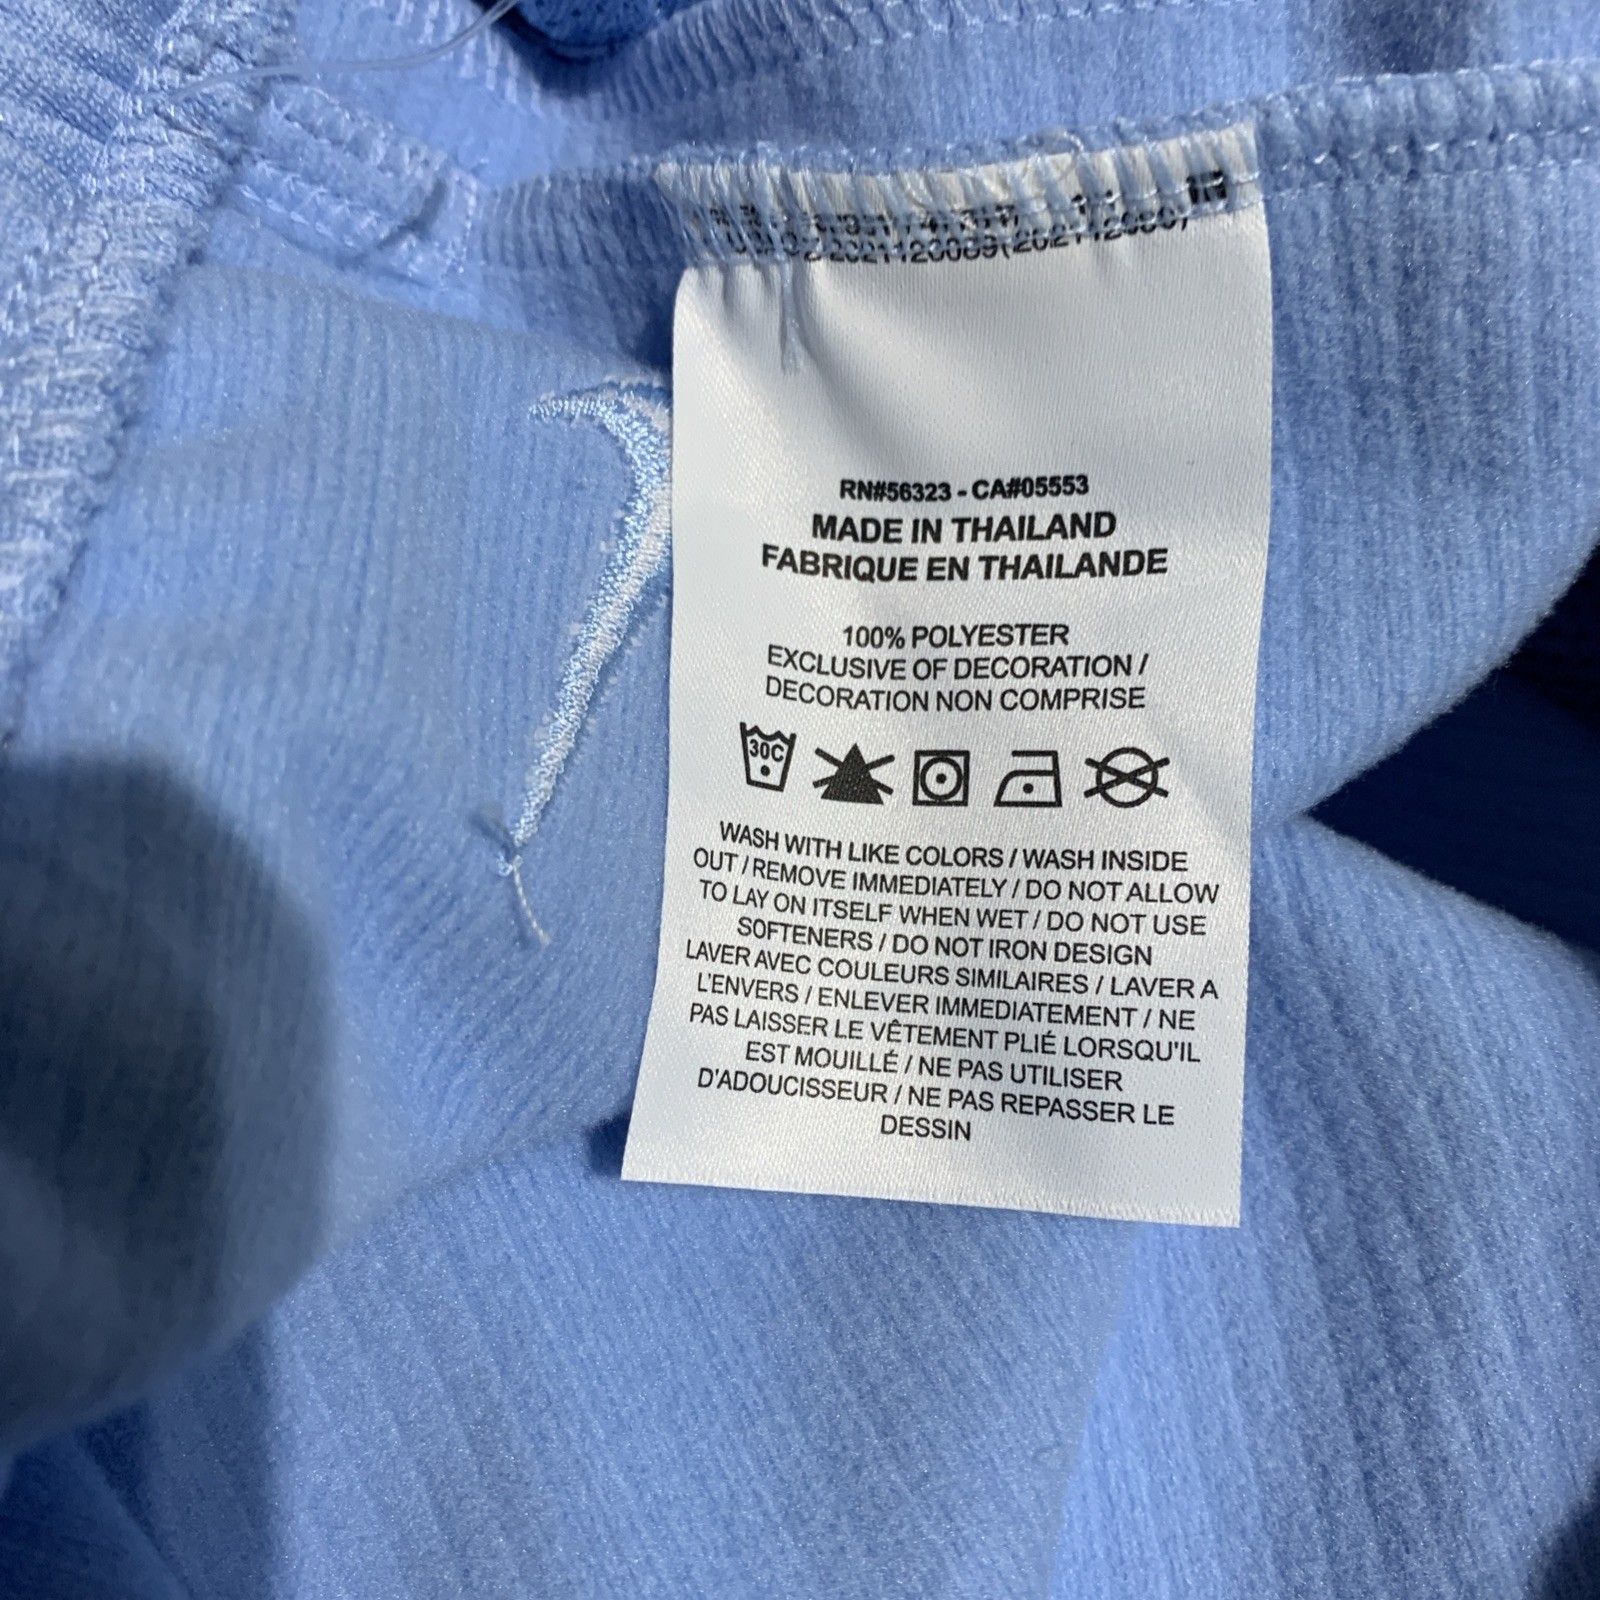 RN#56323 - CA#05553
MADE IN THAILAND
FABRIQUE EN THAILANDE
100% POLYESTER
EXCLUSIVE OF DECORATION /
DECORATION NON COMPRISE
30C
WASH WITH LIKE COLORS / WASH INSIDE
OUT / REMOVE IMMEDIATELY / DO NOT ALLOW
TO LAY ON ITSELF WHEN WET / DO NOT USE
SOFTENERS / DO NOT IRON DESIGN
LAVER AVEC COULEURS SIMILAIRES / LAVER A
L'ENVERS / ENLEVER IMMEDIATEMENT / NE
PAS LAISSER LE VÊTEMENT PLIÉ LORSQU'IL
EST MOUILLÉ / NE PAS UTILISER
D'ADOUCISSEUR / NE PAS REPASSER LE
DESSIN